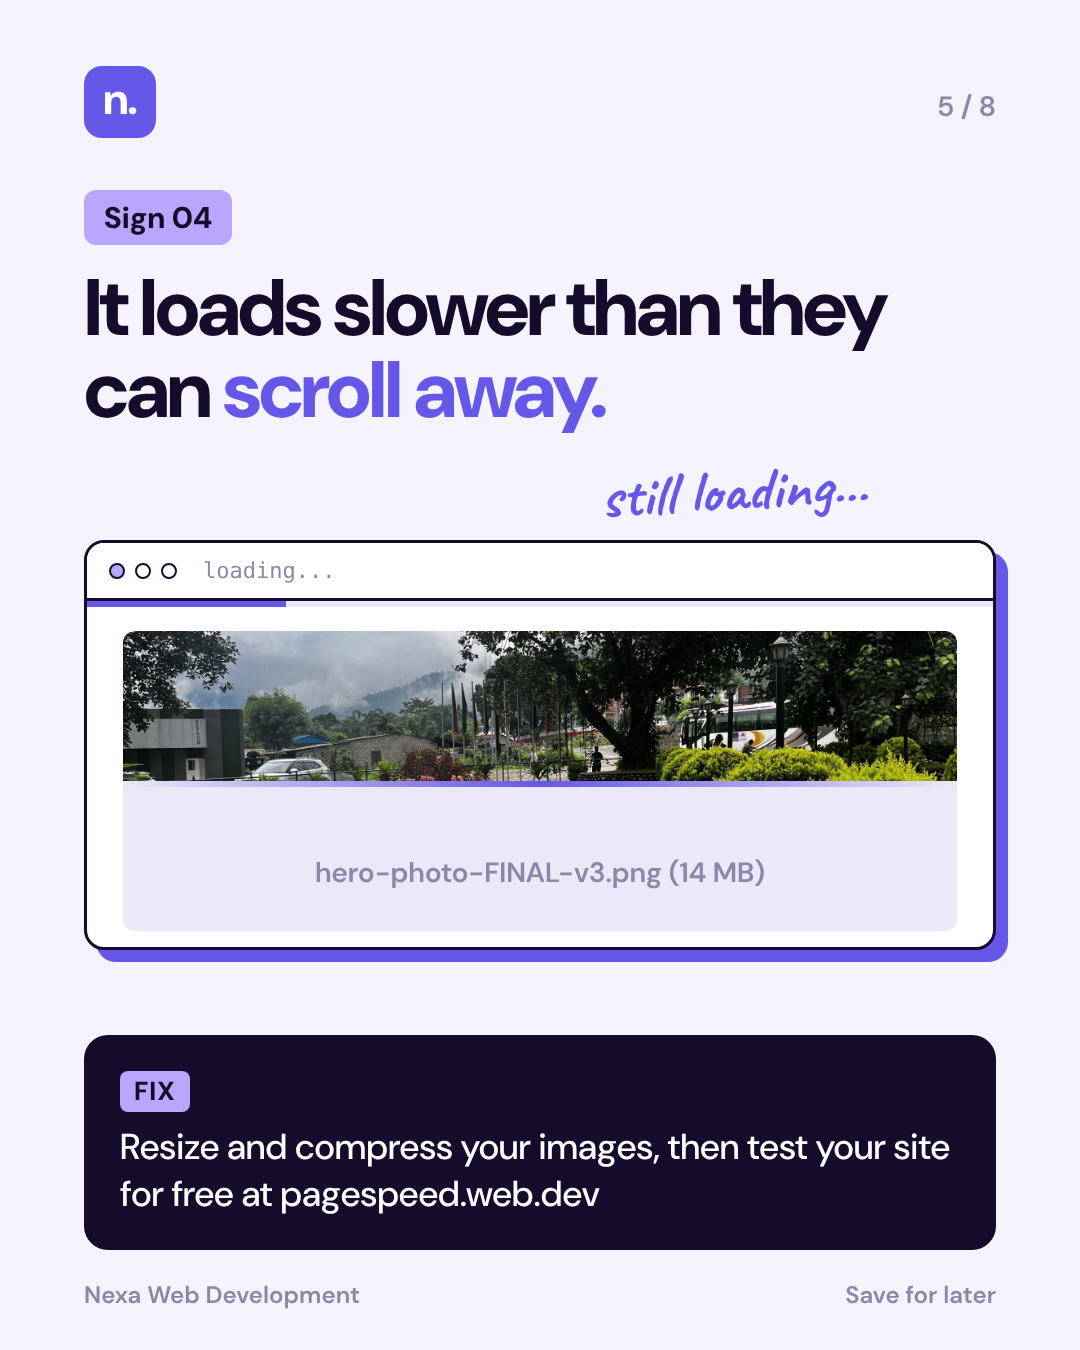 n.
5 / 8
Sign 04
It loads slower than they
can scroll away.
still loading...
loading...
hero-photo-FINAL-v3.png (14 MB)
FIX
Resize and compress your images, then test your site
for free at pagespeed.web.dev
Nexa Web Development
Save for later